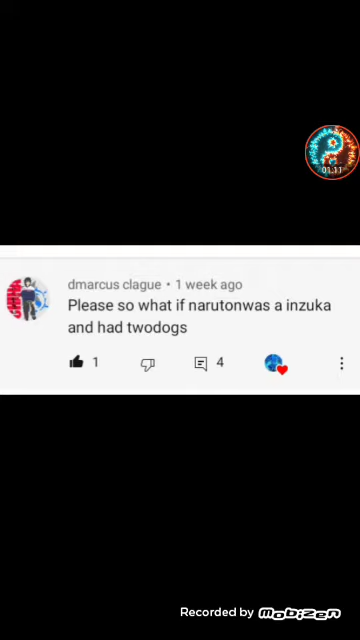 01:11
dmarcus clague • 1 week ago
Please so what if narutonwas a inzuka
and had twodogs
1
4
Recorded by Mobizen